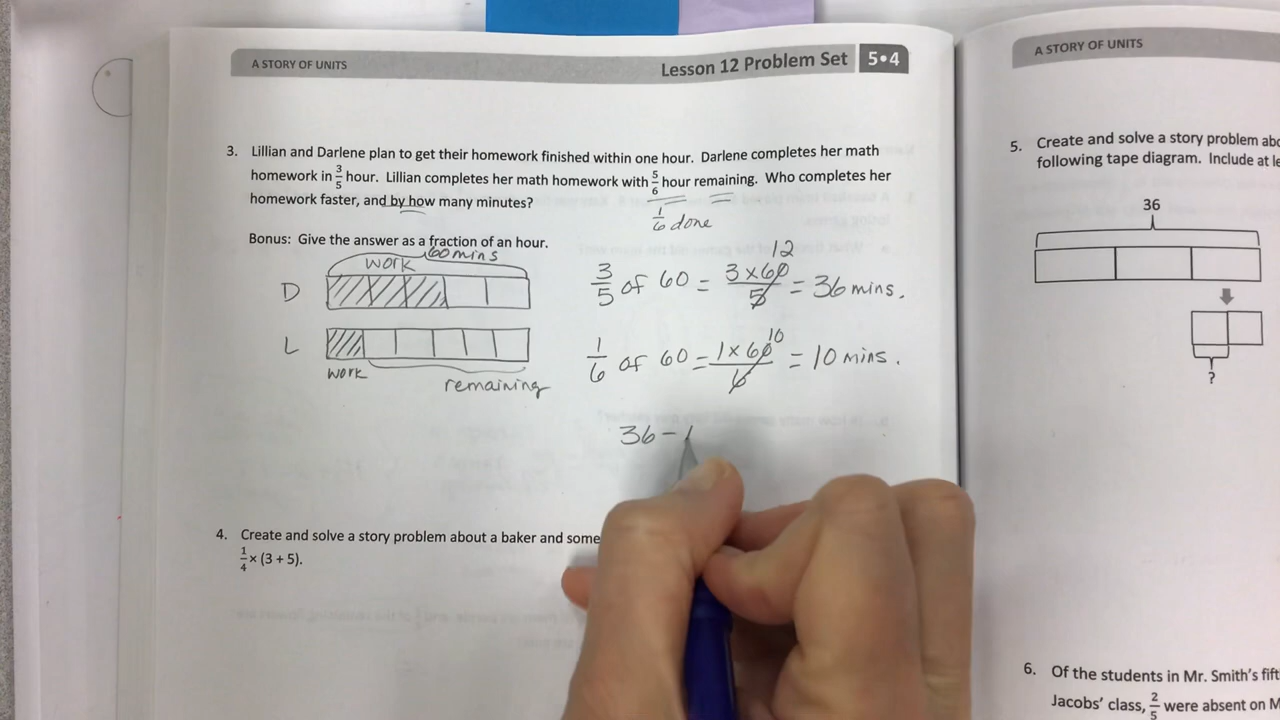 A STORY OF UNITS
Lesson 12 Problem Set 5•4
3. Lillian and Darlene plan to get their homework finished within one hour. Darlene completes her math
homework in 3/5 hour. Lillian completes her math homework with 5/6 hour remaining. Who completes her
homework faster, and by how many minutes?
1/6 done
Bonus: Give the answer as a fraction of an hour.
60 mins
work
D
L
work
remaining
3/5 of 60 = 3 x 60/5 = 36 mins.
12
1/6 of 60 = 1 x 60/6 = 10 mins.
10
36 - 1
4. Create and solve a story problem about a baker and some
1/4 x (3 + 5).
A STORY OF UNITS
5. Create and solve a story problem
following tape diagram. Include at
36
?
6. Of the students in Mr. Smith's
Jacobs' class, 2/5 were absent on